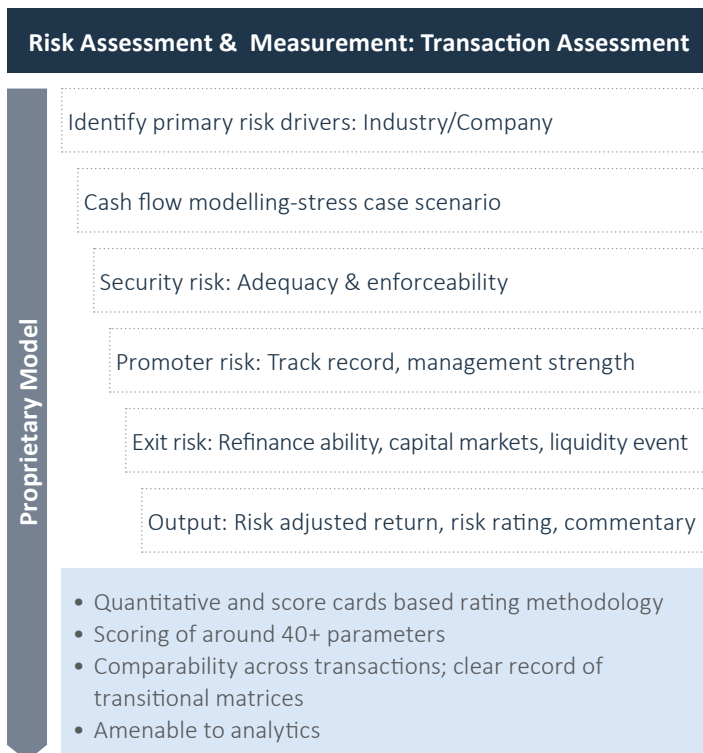 Risk Assessment &  Measurement: Transaction Assessment
Proprietary Model
Identify primary risk drivers: Industry/Company
Cash flow modelling-stress case scenario
Security risk: Adequacy & enforceability
Promoter risk: Track record, management strength
Exit risk: Refinance ability, capital markets, liquidity event
Output: Risk adjusted return, risk rating, commentary
• Quantitative and score cards based rating methodology
• Scoring of around 40+ parameters
• Comparability across transactions; clear record of
transitional matrices
• Amenable to analytics